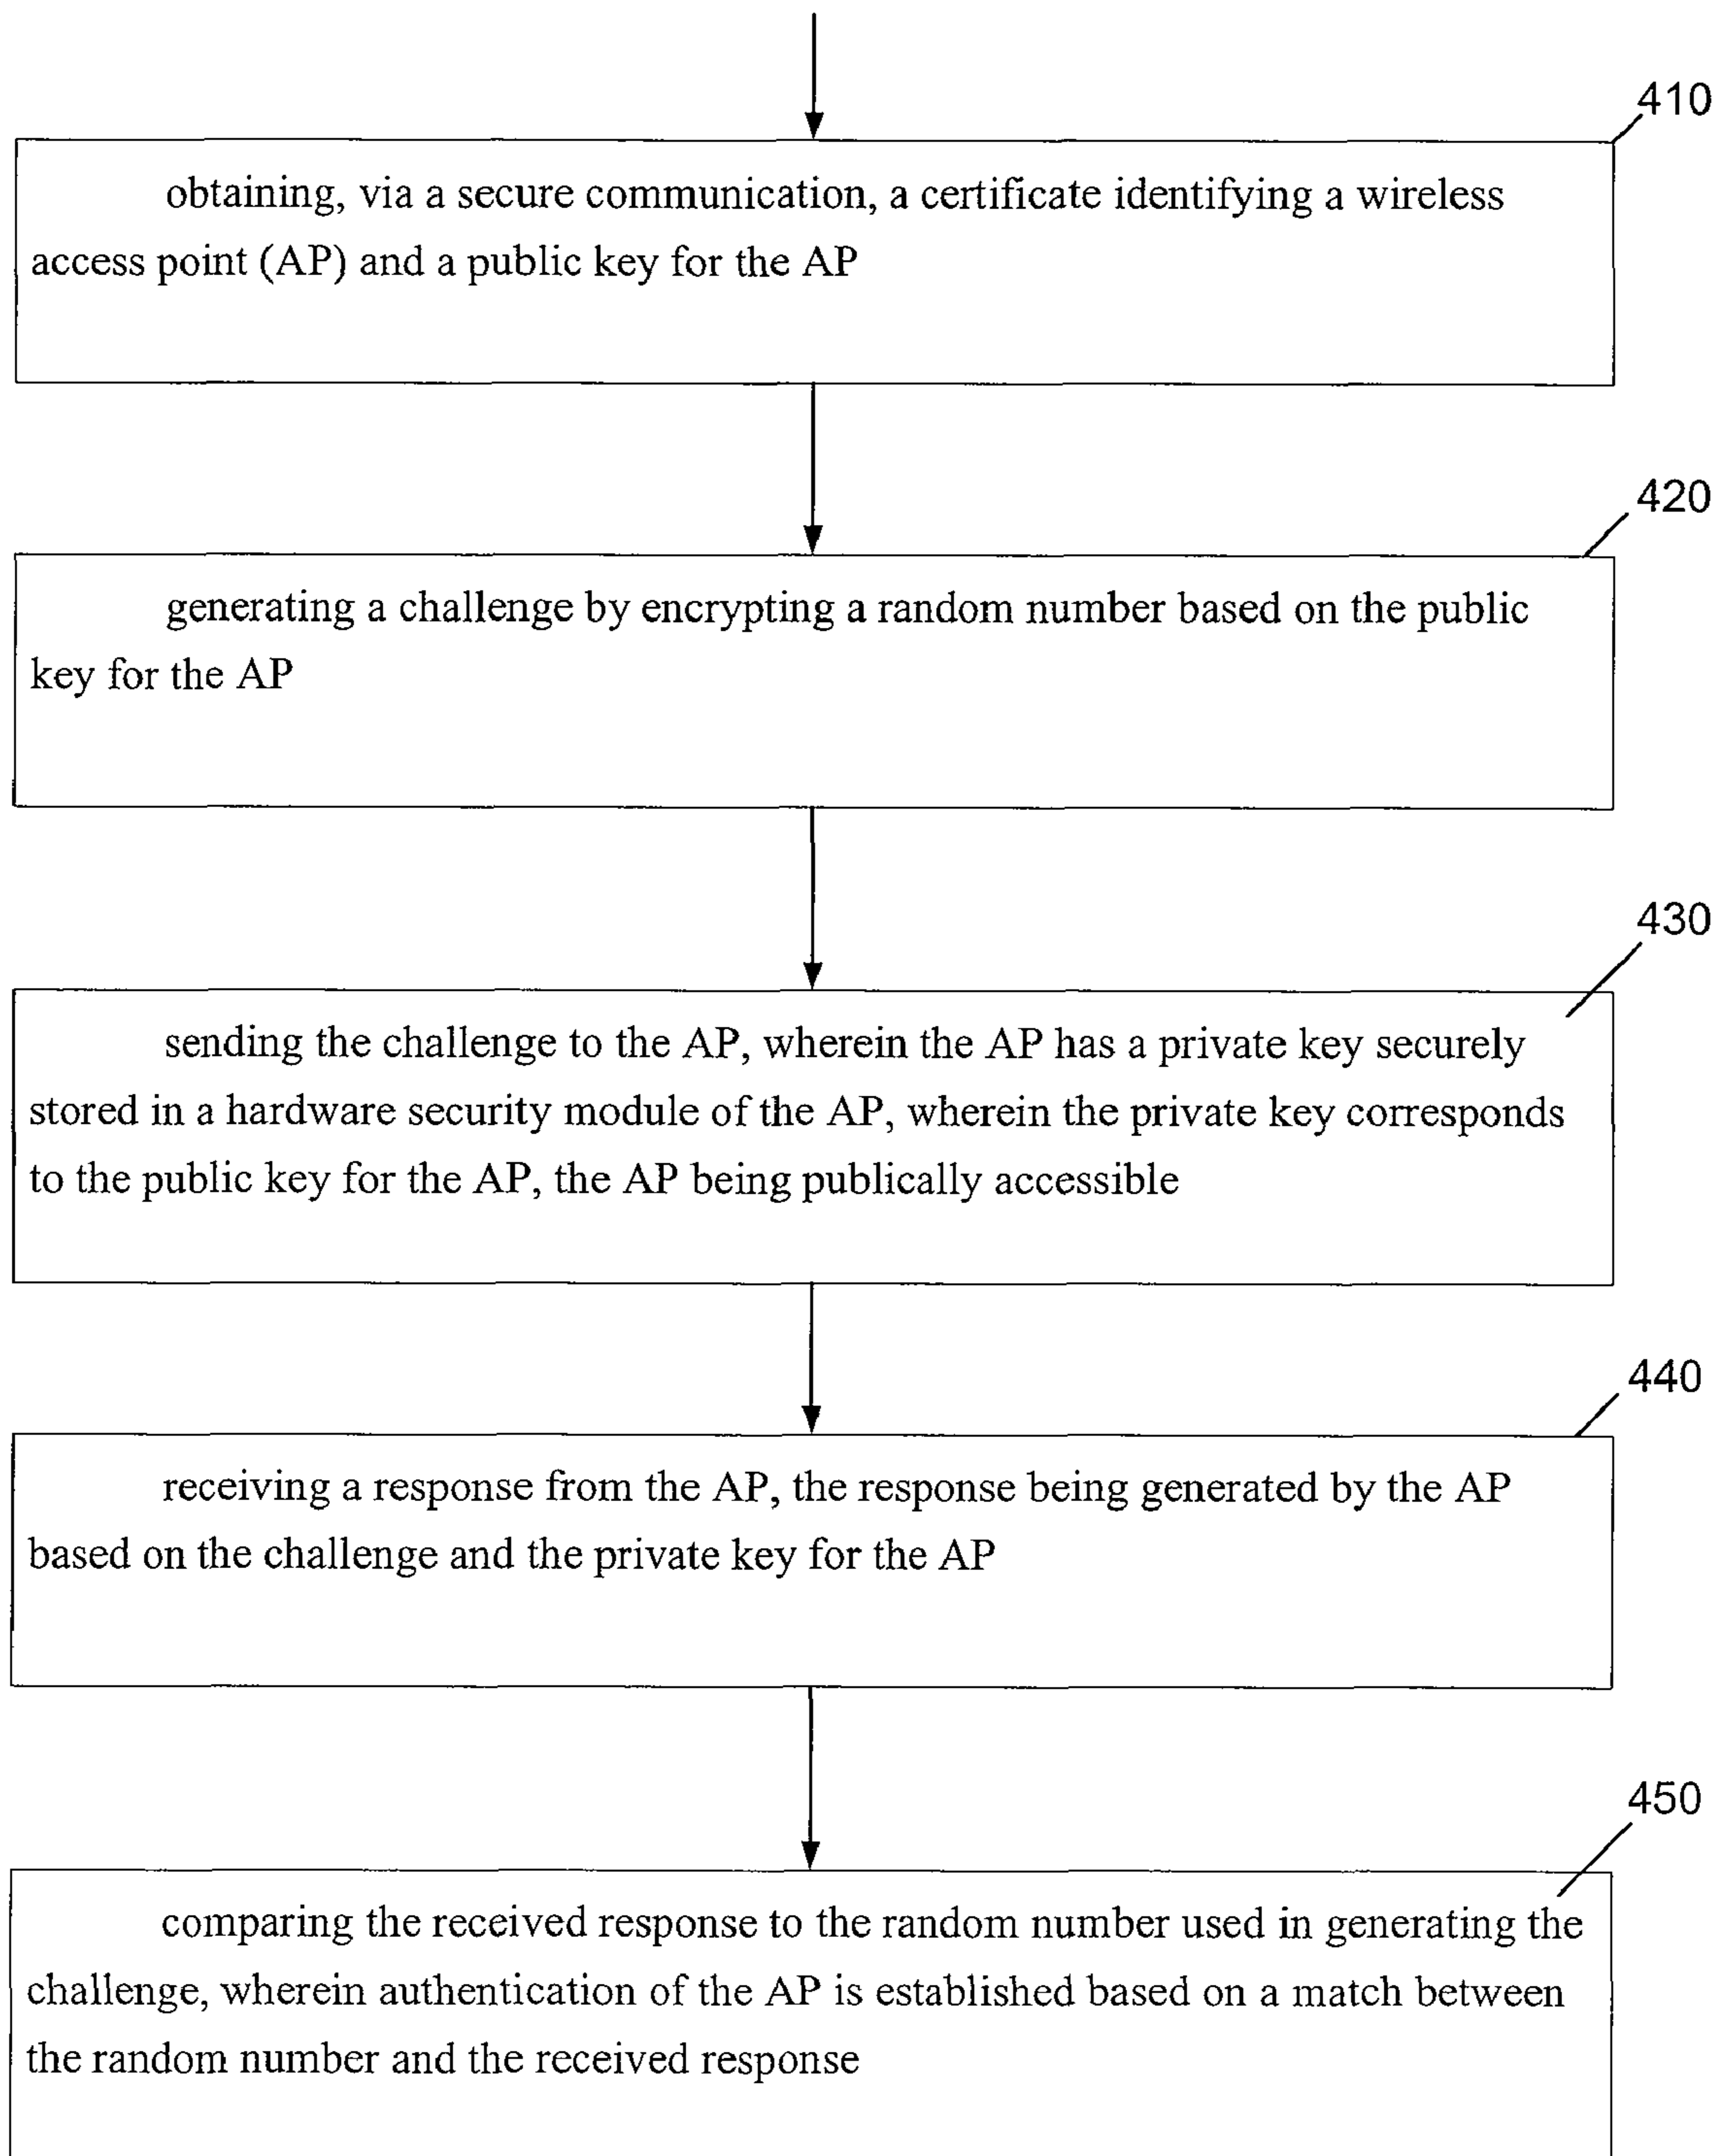 410
obtaining, via a secure communication, a certificate identifying a wireless
access point (AP) and a public key for the AP
420
generating a challenge by encrypting a random number based on the public
key for the AP
430
sending the challenge to the AP, wherein the AP has a private key securely
stored in a hardware security module of the AP, wherein the private key corresponds
to the public key for the AP, the AP being publically accessible
440
receiving a response from the AP, the response being generated by the AP
based on the challenge and the private key for the AP
450
comparing the received response to the random number used in generating the
challenge, wherein authentication of the AP is established based on a match between
the random number and the received response